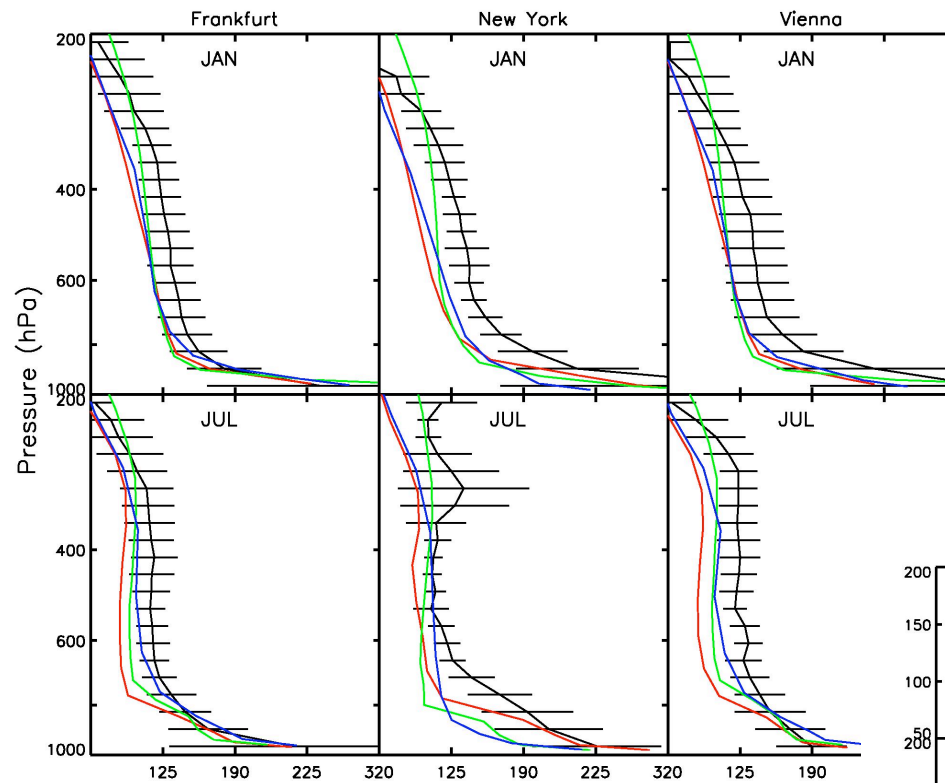 Frankfurt New York Vienna
200 JAN JAN JAN
400
600
1000
Pressure (hPa)
200 JUL JUL JUL
400
600
1000
125 190 225 320 125 190 225 320 125 190
200
150
100
50
200